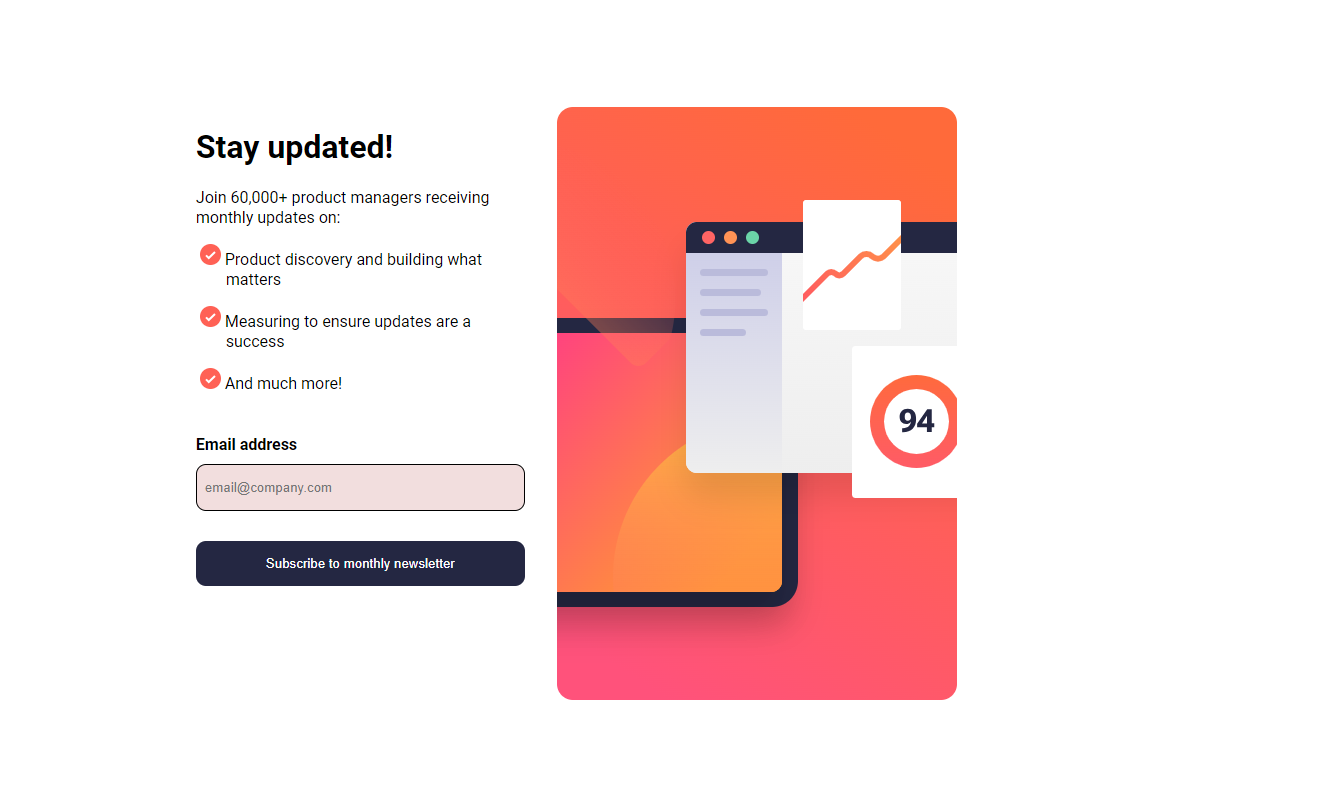 Stay updated!
Join 60,000+ product managers receiving
monthly updates on:
Product discovery and building what
matters
Measuring to ensure updates are a
success
And much more!
Email address
email@company.com
Subscribe to monthly newsletter
94